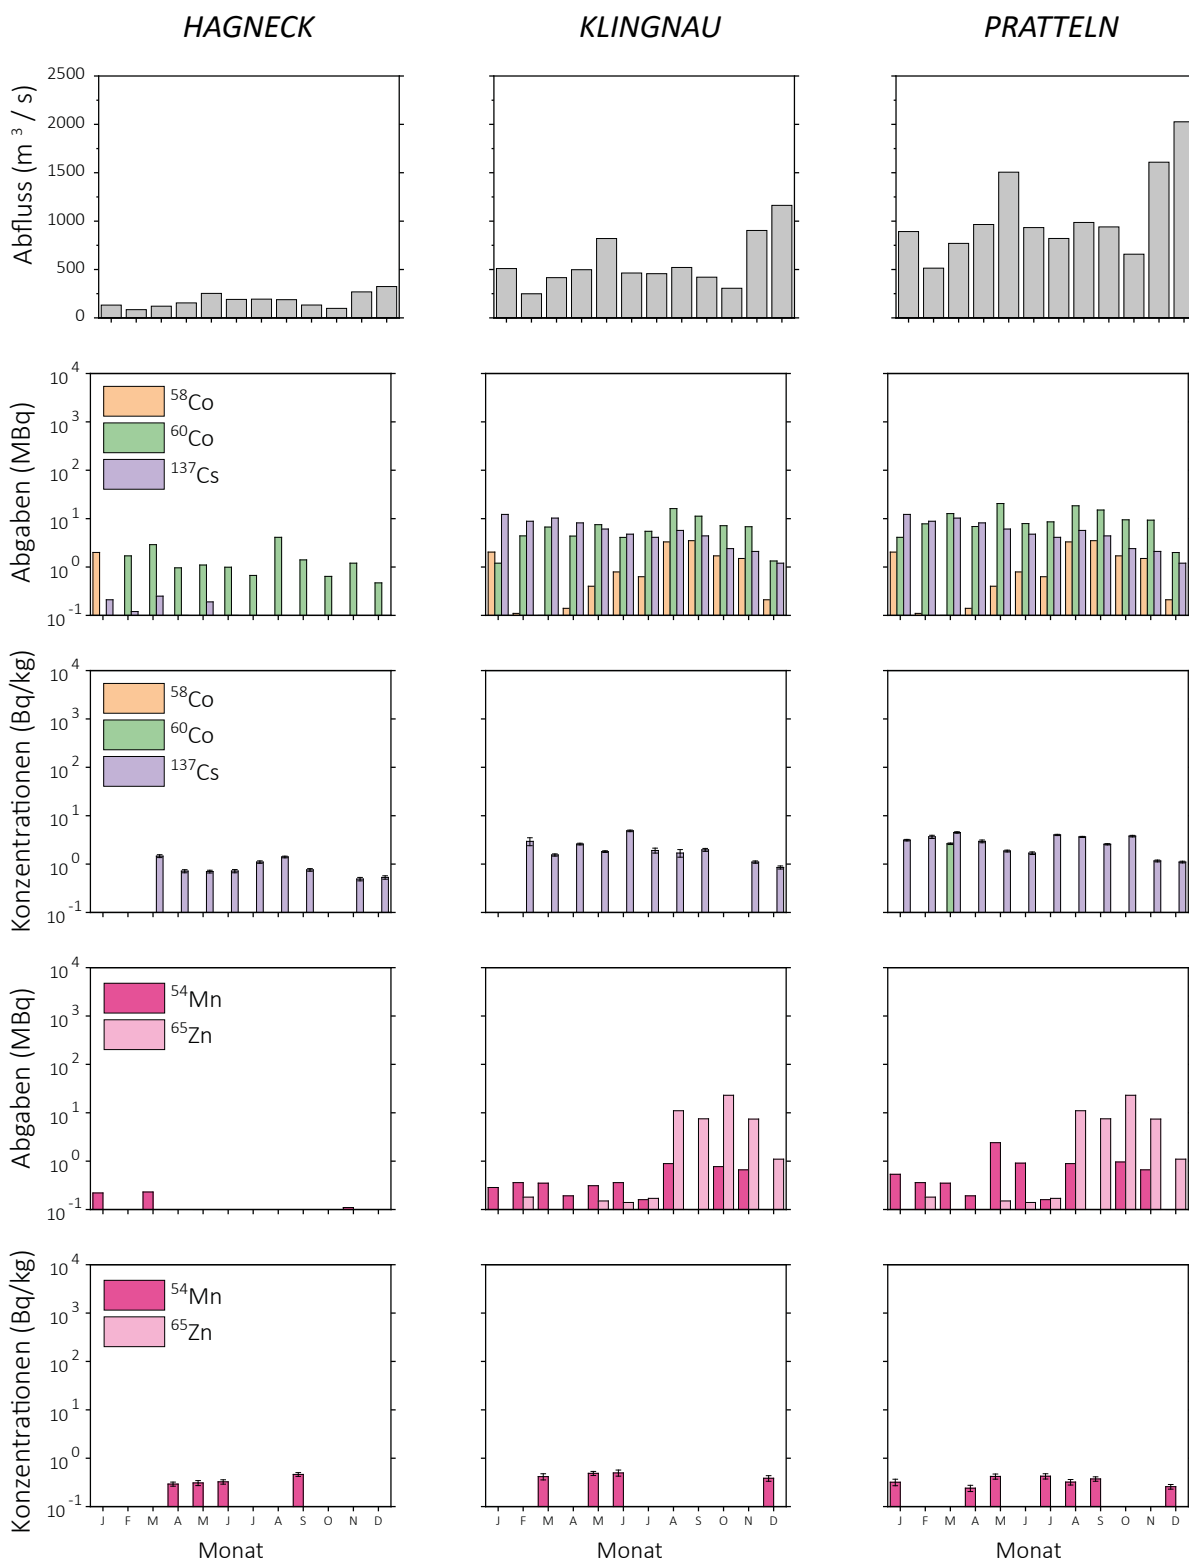 HAGNECK KLINGNAU PRATTELN
Abfluss (m³ / s)
2500
2000
1500
1000
500
0
Abgaben (MBq)
10⁴
10³
10²
10¹
10⁰
10⁻¹
⁵⁸Co
⁶⁰Co
¹³⁷Cs
Konzentrationen (Bq/kg)
10⁴
10³
10²
10¹
10⁰
10⁻¹
⁵⁸Co
⁶⁰Co
¹³⁷Cs
Abgaben (MBq)
10⁴
10³
10²
10¹
10⁰
10⁻¹
⁵⁴Mn
⁶⁵Zn
Konzentrationen (Bq/kg)
10⁴
10³
10²
10¹
10⁰
10⁻¹
⁵⁴Mn
⁶⁵Zn
J F M A M J J A S O N D J F M A M J J A S O N D J F M A M J J A S O N D
Monat Monat Monat